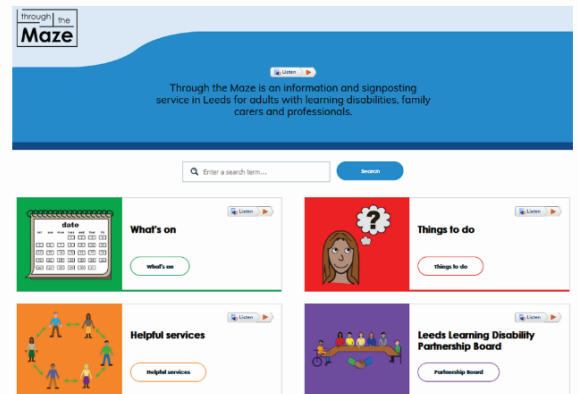 through the
Maze
Listen
Through the Maze is an information and signposting
service in Leeds for adults with learning disabilities, family
carers and professionals.
Enter a search term...
Search
date
Listen
What's on
What's on
Listen
?
Things to do
Things to do
Listen
Helpful services
Helpful services
Listen
Leeds Learning Disability
Partnership Board
Partnership Board